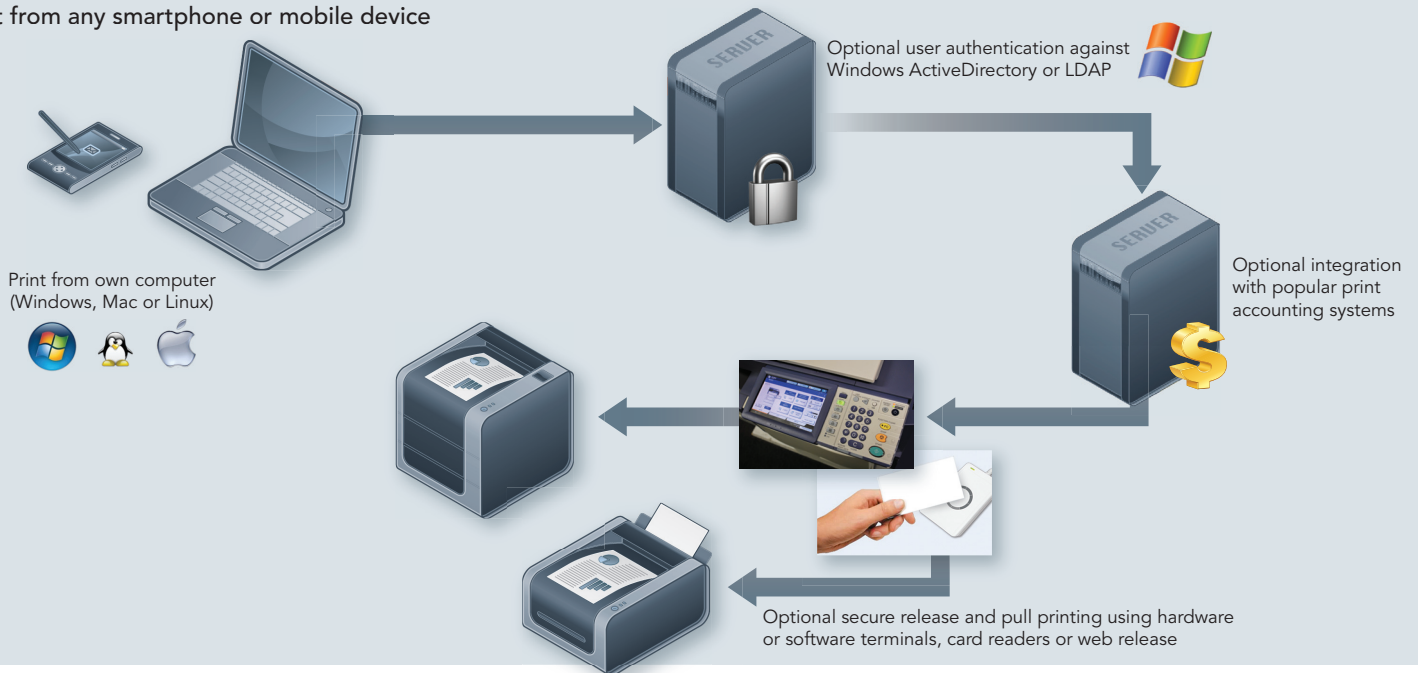 t from any smartphone or mobile device
SERVER
Optional user authentication against
Windows ActiveDirectory or LDAP
SERVER
Print from own computer
(Windows, Mac or Linux)
Optional integration
with popular print
accounting systems
$
Optional secure release and pull printing using hardware
or software terminals, card readers or web release